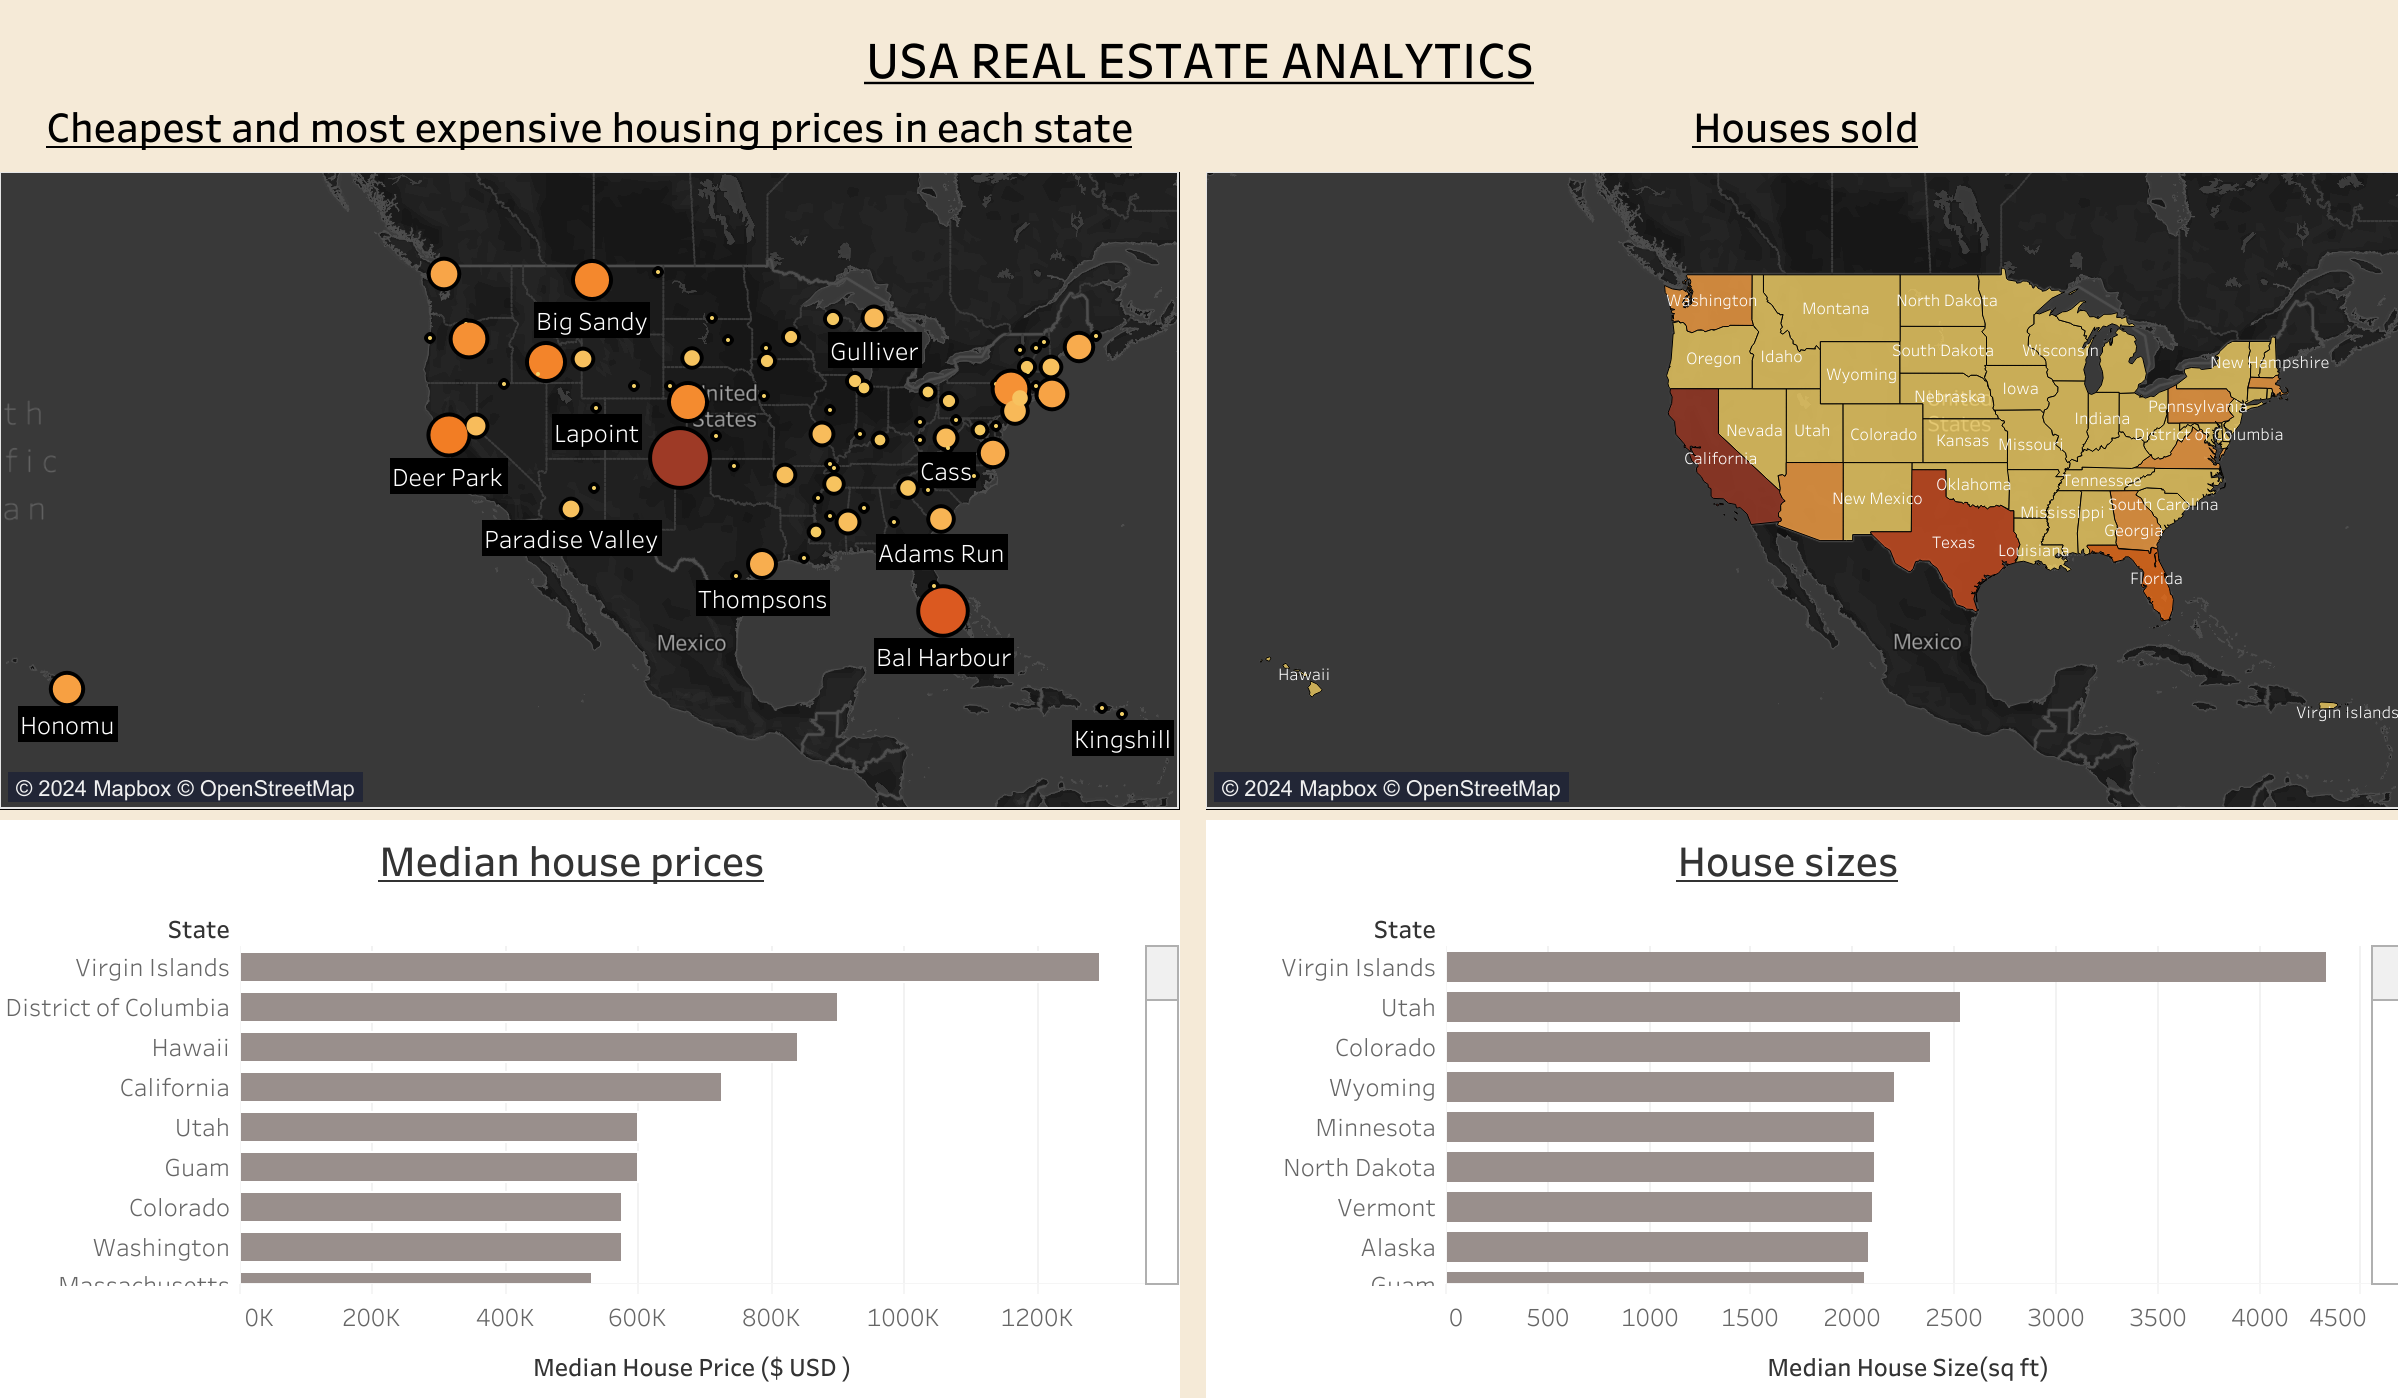 USA REAL ESTATE ANALYTICS
Cheapest and most expensive housing prices in each state
Houses sold
th
fic
an
Big Sandy
Gulliver
United
States
Lapoint
Deer Park
Cass
Paradise Valley
Adams Run
Thompsons
Mexico
Bal Harbour
Honomu
Kingshill
© 2024 Mapbox © OpenStreetMap
Washington
Montana
North Dakota
Oregon
Idaho
South Dakota
Wisconsin
New Hampshire
Wyoming
Nebraska
Iowa
Pennsylvania
United
States
Indiana
Nevada
Utah
Colorado
Kansas
Missouri
District of Columbia
California
Oklahoma
Tennessee
New Mexico
Mississippi
South Carolina
Georgia
Texas
Louisiana
Florida
Mexico
Hawaii
Virgin Islands
© 2024 Mapbox © OpenStreetMap
Median house prices
State
Virgin Islands
District of Columbia
Hawaii
California
Utah
Guam
Colorado
Washington
Massachusetts
0K 200K 400K 600K 800K 1000K 1200K
Median House Price ($ USD )
House sizes
State
Virgin Islands
Utah
Colorado
Wyoming
Minnesota
North Dakota
Vermont
Alaska
Guam
0 500 1000 1500 2000 2500 3000 3500 4000 4500
Median House Size(sq ft)